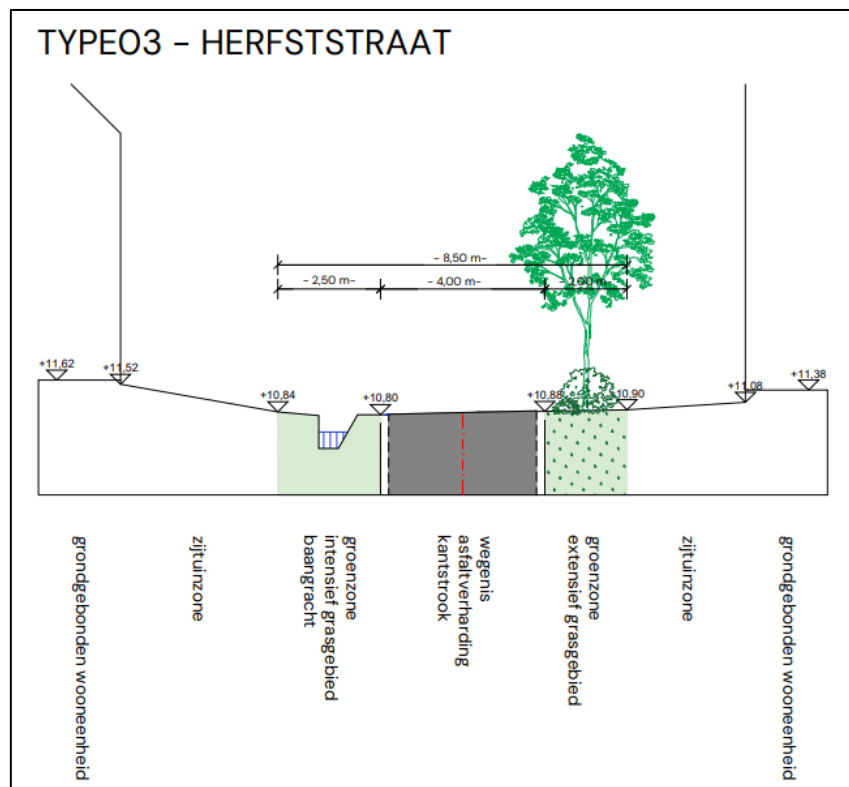 TYPE03 - HERFSTSTRAAT
- 8,50 m-
- 2,50 m-
- 4,00 m-
- 2,00 m-
+11,62
+11,52
+10,84
+10,80
+10,88
+10,90
+11,08
+11,38
grondgebonden wooneenheid
zijtuinzone
groenzone
intensief grasgebied
baangracht
wegenis
asfaltverharding
kantstrook
groenzone
extensief grasgebied
zijtuinzone
grondgebonden wooneenheid